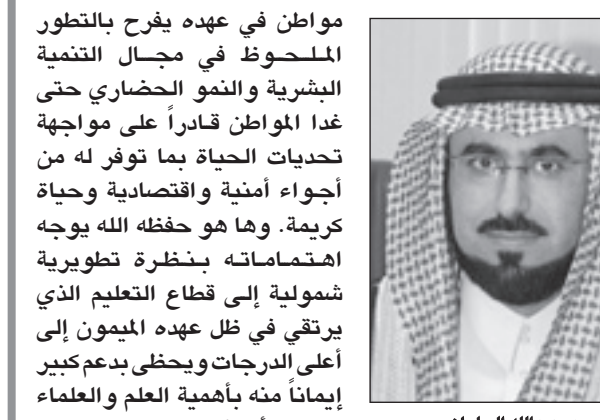 مواطن في عهده يفرح بالتطور
الملحوظ في مجال التنمية
البشرية والنمو الحضاري حتى
غدا المواطن قادراً على مواجهة
تحديات الحياة بما توفر له من
أجواء أمنية واقتصادية وحياة
كريمة. وها هو حفظه الله يوجه
اهتماماته بنظرة تطويرية
شمولية إلى قطاع التعليم الذي
يرتقي في ظل عهده الميمون إلى
أعلى الدرجات ويحظى بدعم كبير
إيماناً منه بأهمية العلم والعلماء